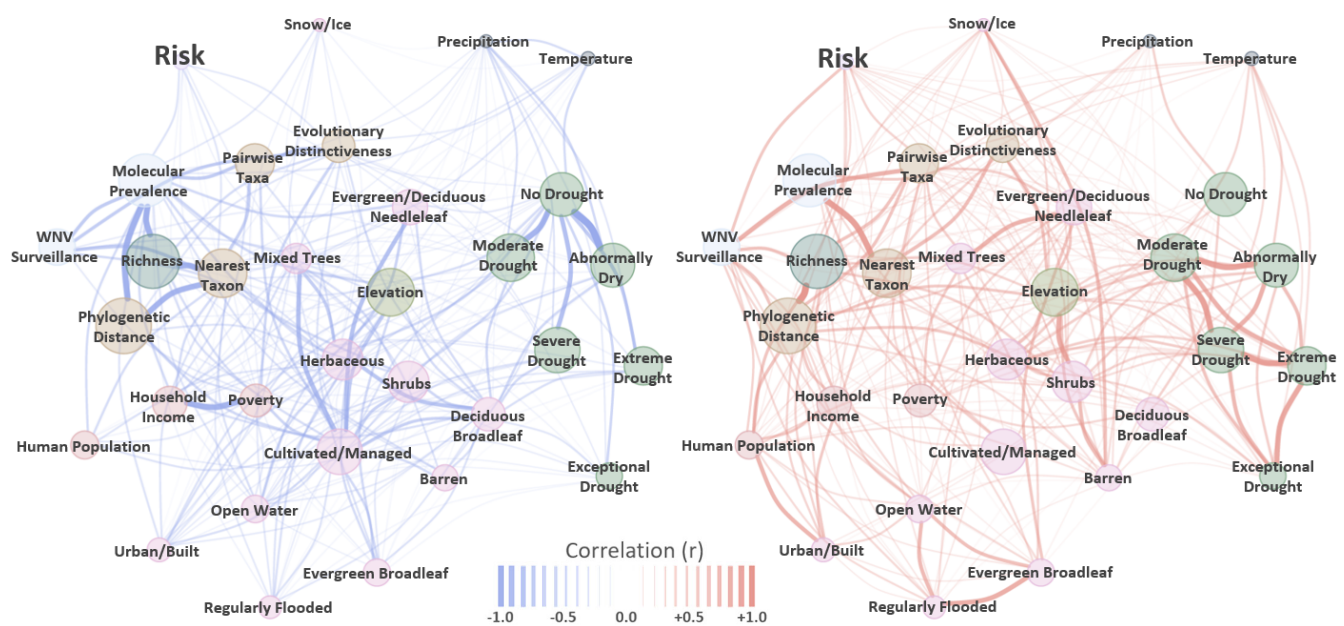 Snow/Ice
Precipitation
Temperature
Risk
Evolutionary
Distinctiveness
Pairwise
Taxa
Molecular
Prevalence
Evergreen/Deciduous
Needleleaf
No Drought
WNV
Surveillance
Richness
Nearest
Taxon
Mixed Trees
Moderate
Drought
Abnormally
Dry
Elevation
Phylogenetic
Distance
Herbaceous
Shrubs
Severe
Drought
Extreme
Drought
Household
Income
Poverty
Deciduous
Broadleaf
Human Population
Cultivated/Managed
Barren
Exceptional
Drought
Open Water
Urban/Built
Evergreen Broadleaf
Regularly Flooded
Snow/Ice
Precipitation
Temperature
Risk
Evolutionary
Distinctiveness
Pairwise
Taxa
Molecular
Prevalence
Evergreen/Deciduous
Needleleaf
No Drought
WNV
Surveillance
Richness
Nearest
Taxon
Mixed Trees
Moderate
Drought
Abnormally
Dry
Elevation
Phylogenetic
Distance
Herbaceous
Shrubs
Severe
Drought
Extreme
Drought
Household
Income
Poverty
Deciduous
Broadleaf
Human Population
Cultivated/Managed
Barren
Exceptional
Drought
Open Water
Urban/Built
Evergreen Broadleaf
Regularly Flooded
Correlation (r)
-1.0 -0.5 0.0 +0.5 +1.0